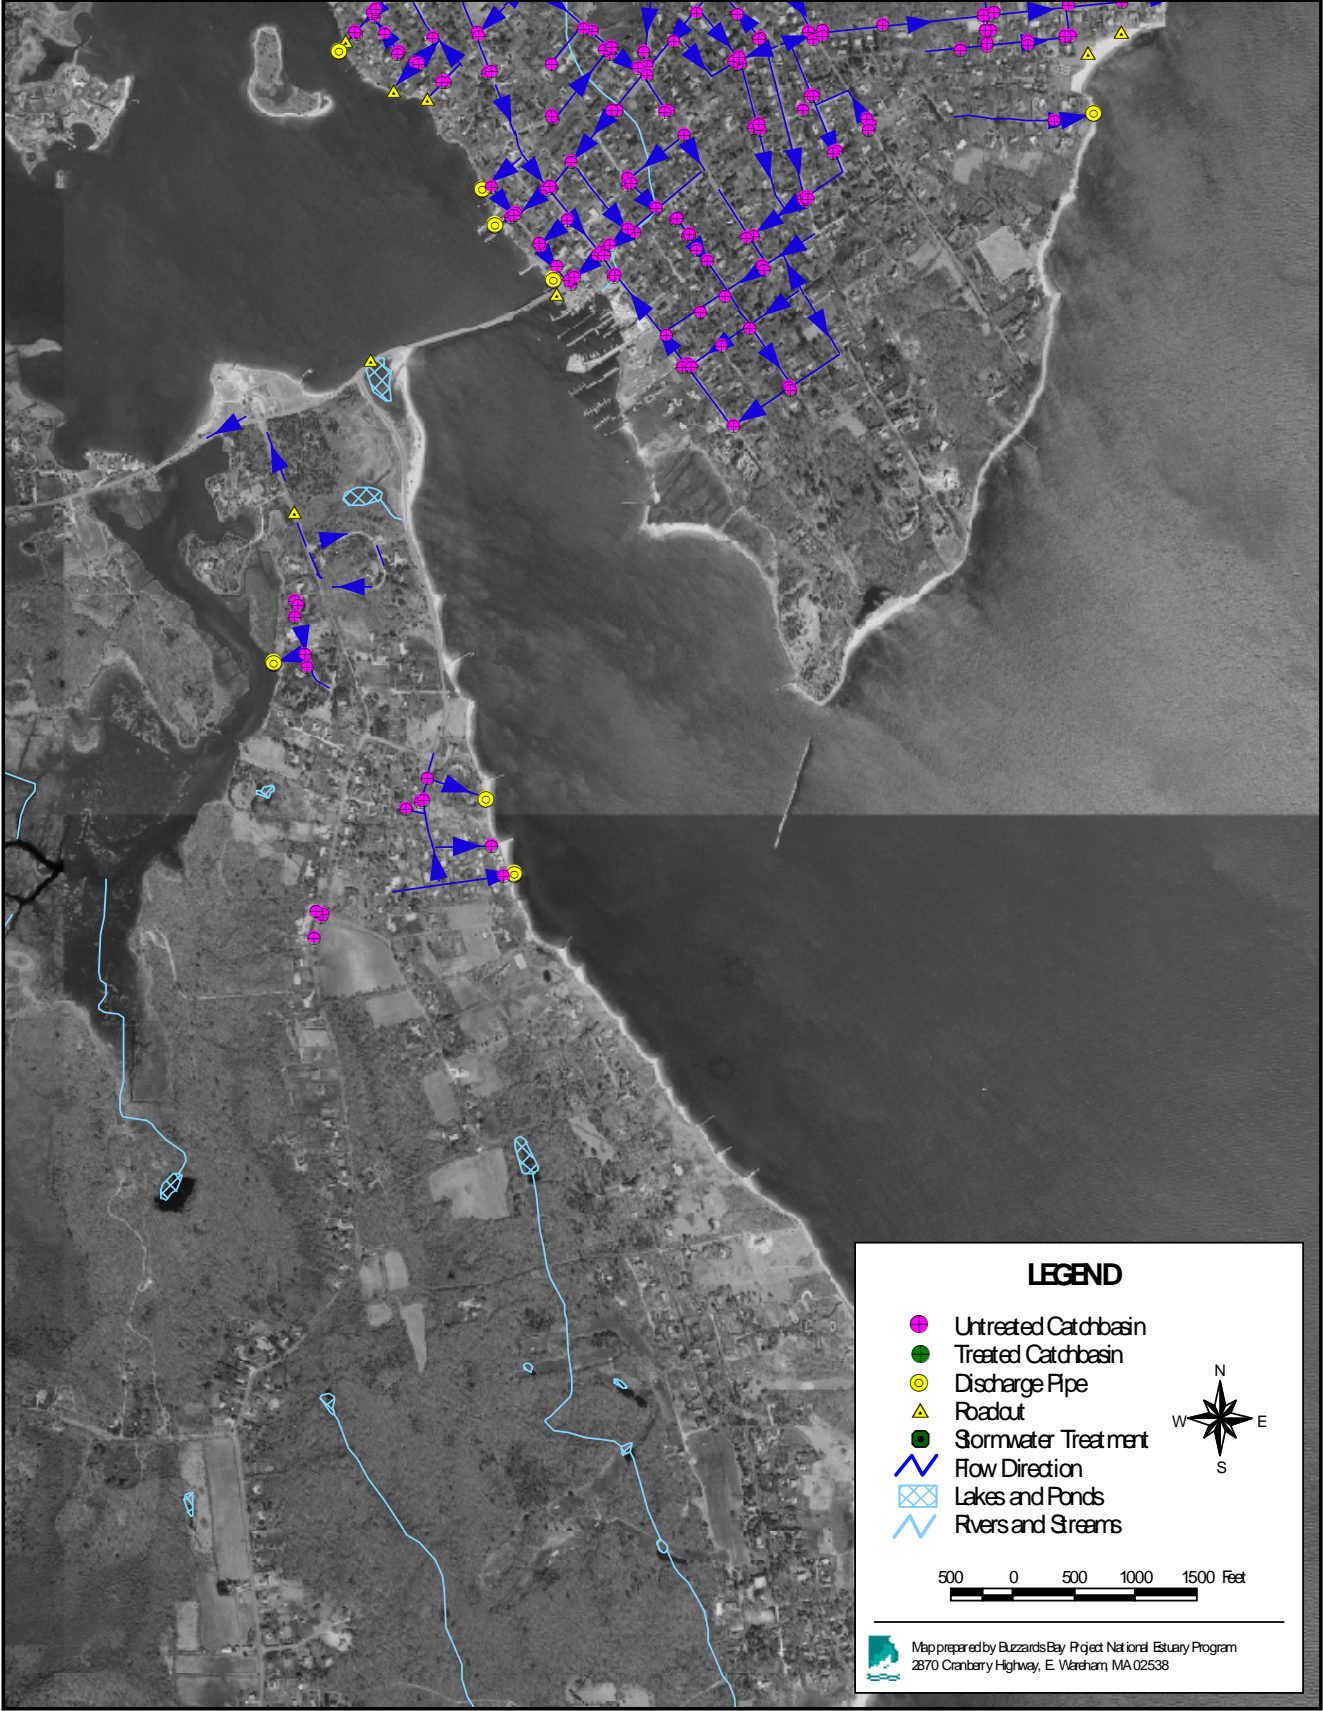 LEGEND
Untreated Catchbasin
Treated Catchbasin
Discharge Pipe
Roadcut
Stormwater Treatment
Flow Direction
Lakes and Ponds
Rivers and Streams
N
W E
S
500 0 500 1000 1500 Feet
Map prepared by Buzzards Bay Project National Estuary Program
2870 Cranberry Highway, E. Wareham, MA 02538